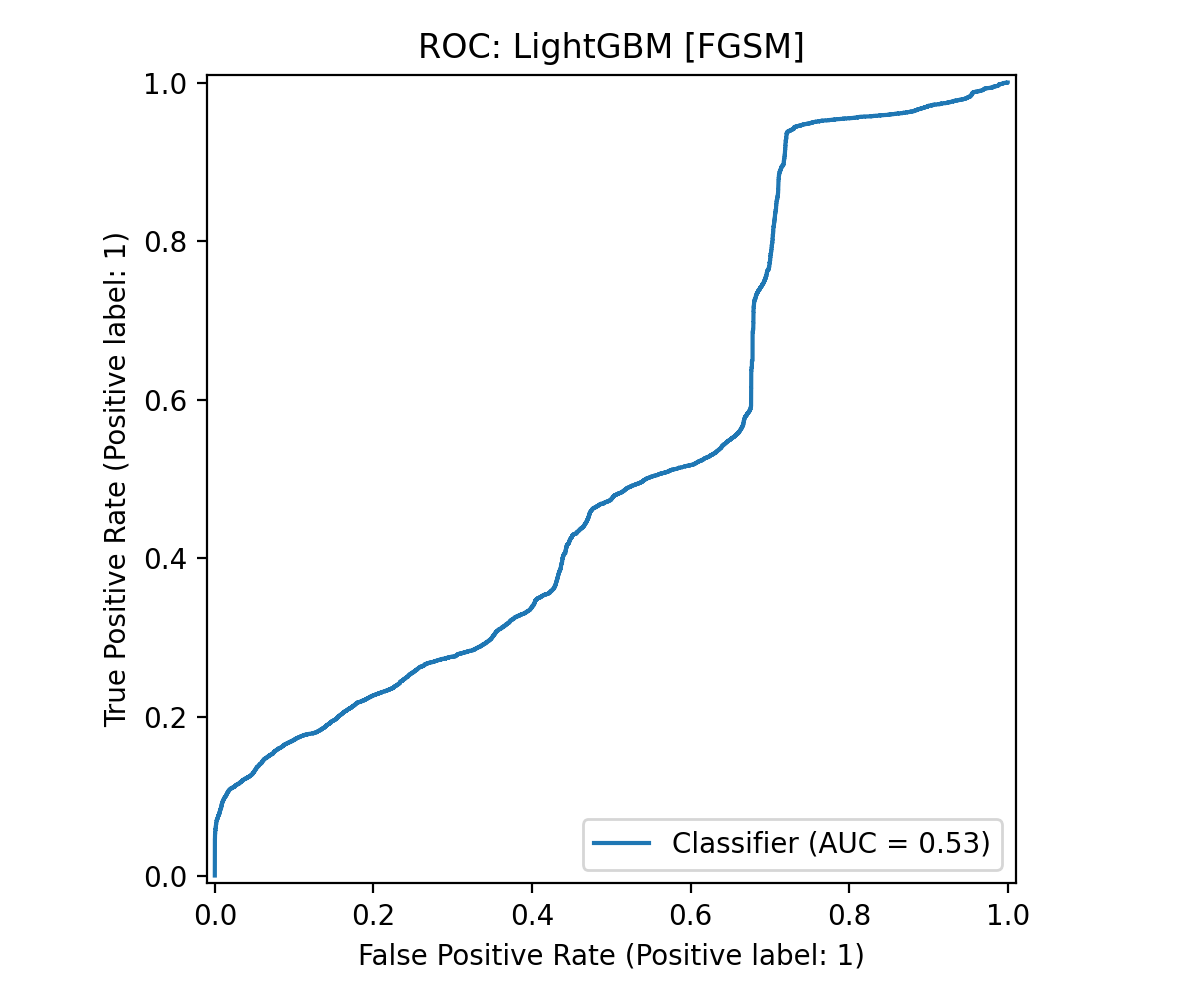 ROC: LightGBM [FGSM]
True Positive Rate (Positive label: 1)
1.0
0.8
0.6
0.4
0.2
0.0
Classifier (AUC = 0.53)
0.0 0.2 0.4 0.6 0.8 1.0
False Positive Rate (Positive label: 1)